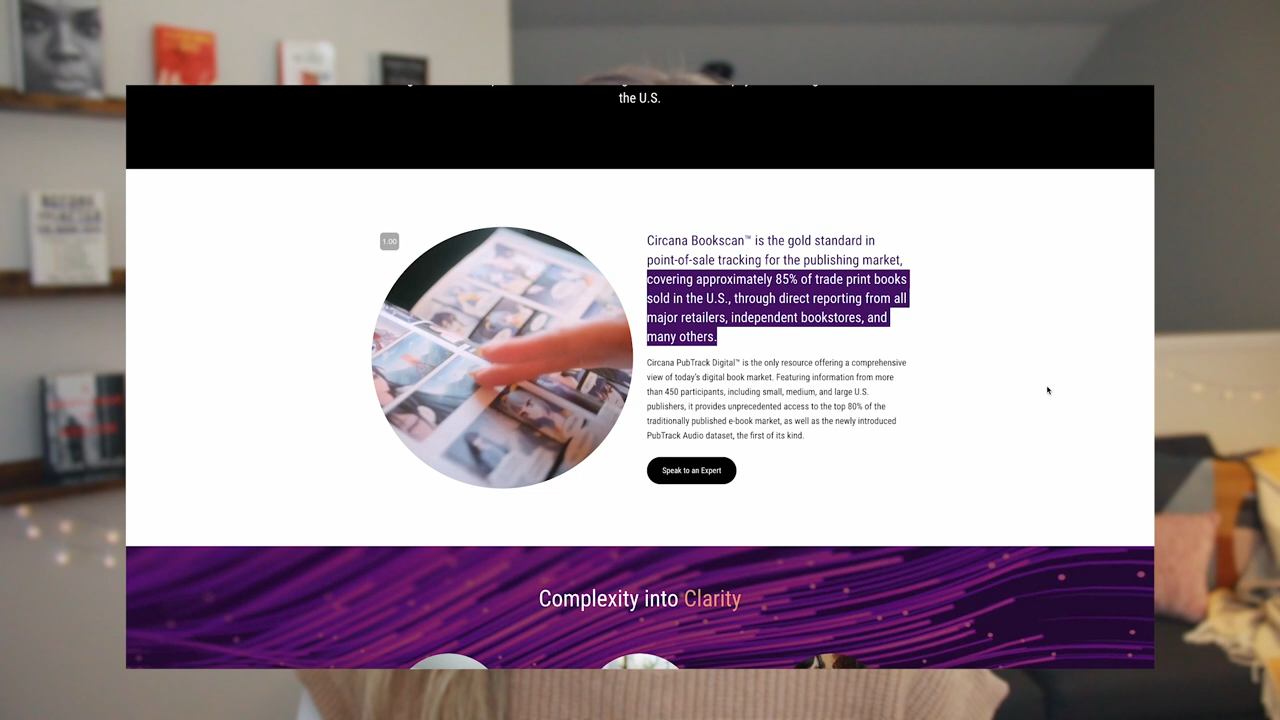 the U.S.
1.00
Circana Bookscan™ is the gold standard in
point-of-sale tracking for the publishing market,
covering approximately 85% of trade print books
sold in the U.S., through direct reporting from all
major retailers, independent bookstores, and
many others.
Circana PubTrack Digital™ is the only resource offering a comprehensive
view of today's digital book market. Featuring information from more
than 450 participants, including small, medium, and large U.S.
publishers, it provides unprecedented access to the top 80% of the
traditionally published e-book market, as well as the newly introduced
PubTrack Audio dataset, the first of its kind.
Speak to an Expert
Complexity into Clarity